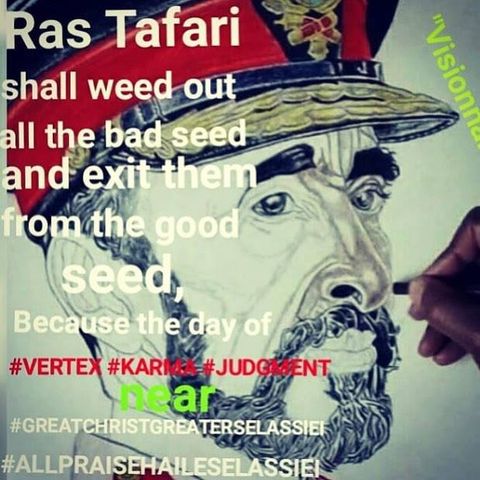 Ras Tafari
shall weed out
all the bad seed
and exit them
from the good
seed,
Because the day of
#VERTEX #KARMA #JUDGMENT
near
#GREATCHRISTGREATERSELASSIEI
#ALLPRAISEHAILESELASSIEI